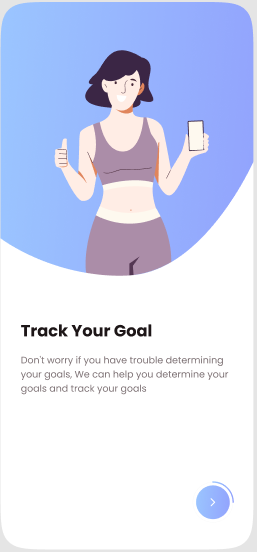 Track Your Goal
Don't worry if you have trouble determining
your goals, We can help you determine your
goals and track your goals